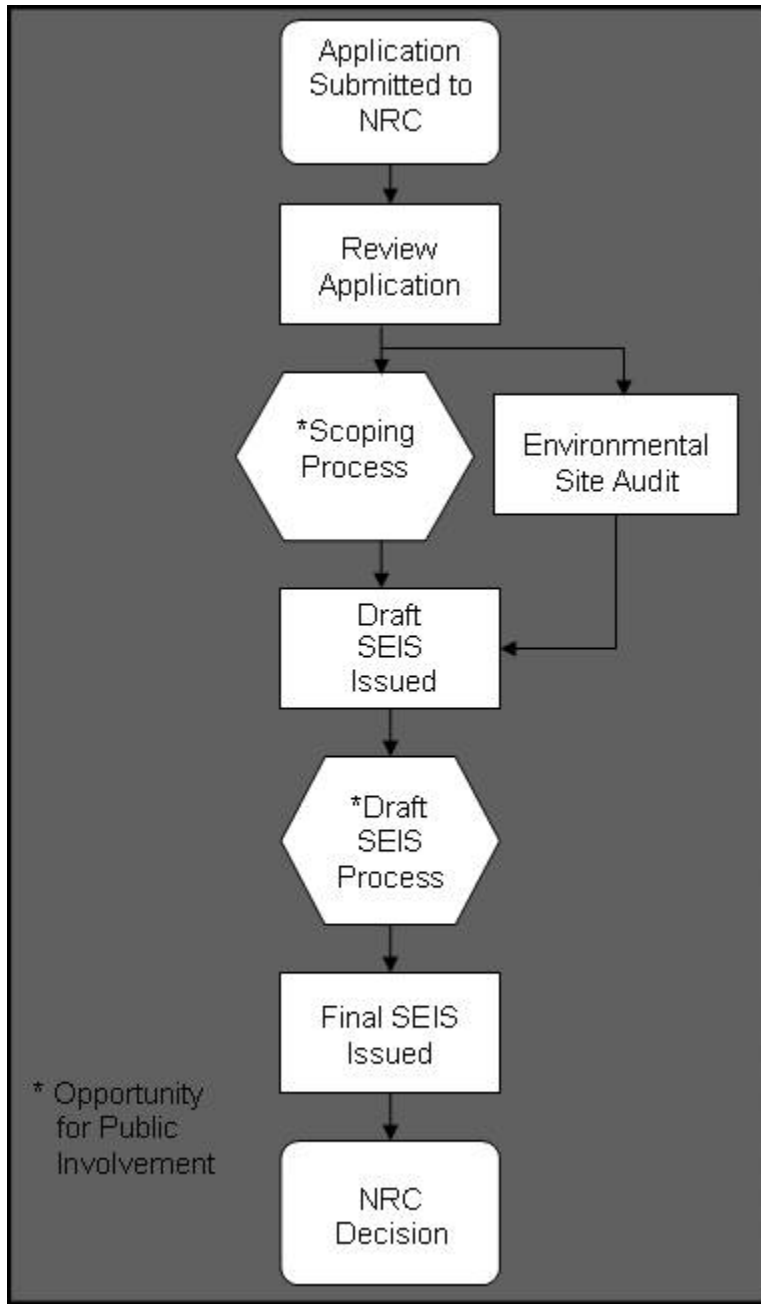 Application
Submitted to
NRC
Review
Application
*Scoping
Process
Environmental
Site Audit
Draft
SEIS
Issued
*Draft
SEIS
Process
Final SEIS
Issued
* Opportunity
for Public
Involvement
NRC
Decision